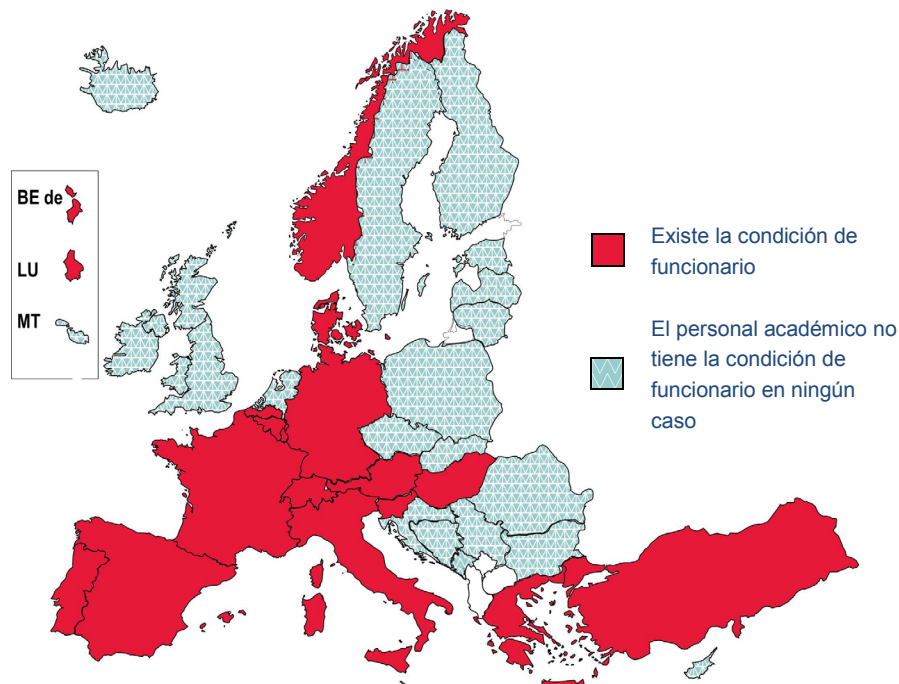 BE de
LU
MT
Existe la condición de
funcionario
El personal académico no
tiene la condición de
funcionario en ningún
caso